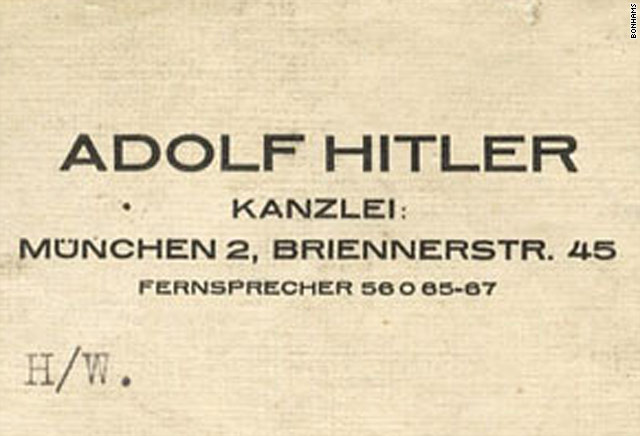 BONHAMS
ADOLF HITLER
KANZLEI:
MÜNCHEN 2, BRIENNERSTR. 45
FERNSPRECHER 56 0 65-67
H/W.